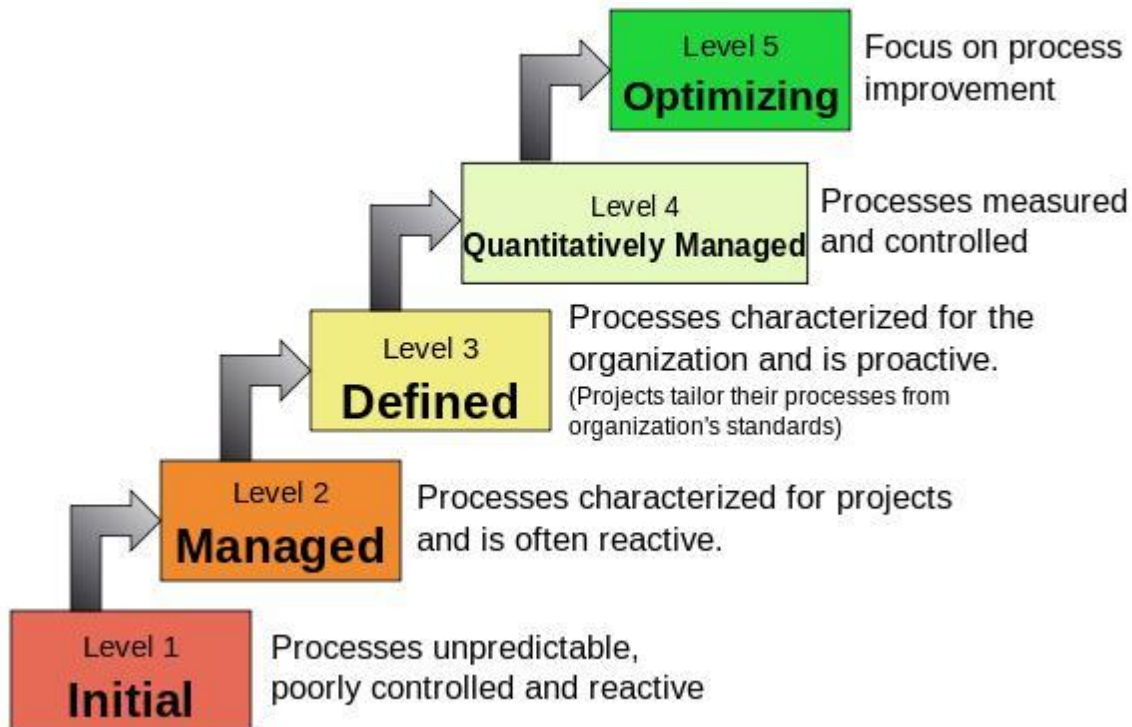 Level 5
Optimizing
Focus on process
improvement
Level 4
Quantitatively Managed
Processes measured
and controlled
Level 3
Defined
Processes characterized for the
organization and is proactive.
(Projects tailor their processes from
organization's standards)
Level 2
Managed
Processes characterized for projects
and is often reactive.
Level 1
Initial
Processes unpredictable,
poorly controlled and reactive